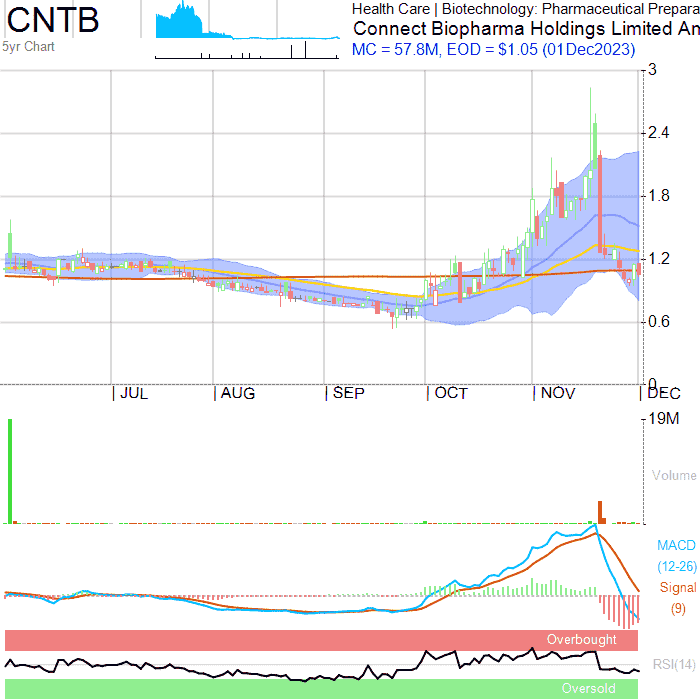 CNTB
5yr Chart
Health Care | Biotechnology: Pharmaceutical Prepara
Connect Biopharma Holdings Limited An
MC = 57.8M, EOD = $1.05 (01Dec2023)
3
2.4
1.8
1.2
0.6
0
JUL
AUG
SEP
OCT
NOV
DEC
19M
Volume
MACD
(12-26)
Signal
(9)
Overbought
RSI(14)
Oversold